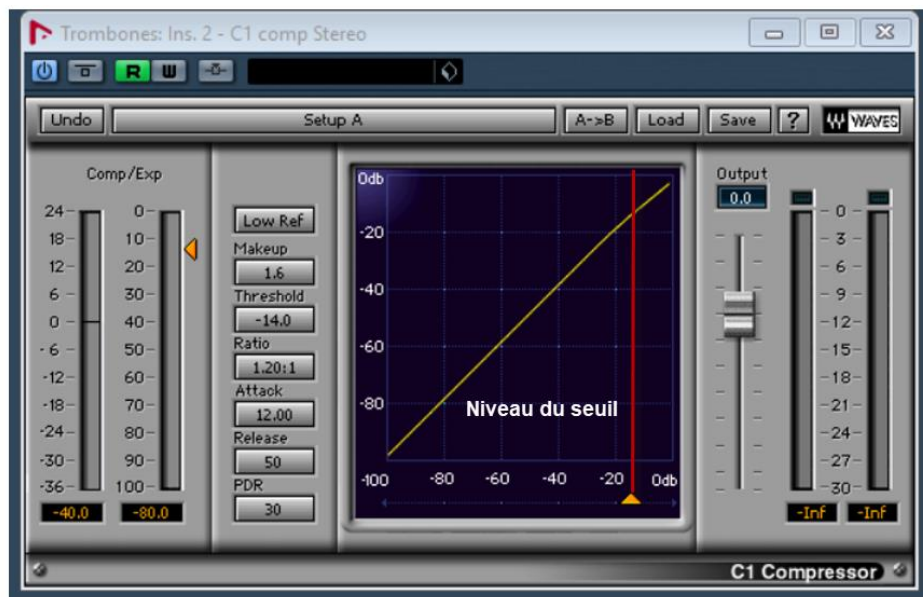 Trombones: Ins. 2 - C1 comp Stereo
R W
Undo Setup A A->B Load Save ? WAVES
Comp/Exp
24 0
18 10
12 20
6 30
0 40
-6 50
-12 60
-18 70
-24 80
-30 90
-36 100
-40.0 -80.0
Low Ref
Makeup
1.6
Threshold
-14.0
Ratio
1.20:1
Attack
12.00
Release
50
PDR
30
0db
-20
-40
-60
-80
Niveau du seuil
-100 -80 -60 -40 -20 0db
Output
0.0
0
3
6
9
12
15
18
21
24
27
30
-Inf -Inf
C1 Compressor